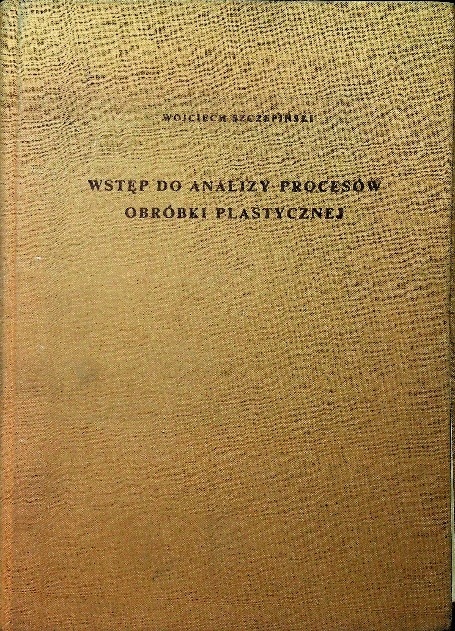 WOJCIECH SZCZEPIŃSKI
WSTĘP DO ANALIZY PROCESÓW
OBRÓBKI PLASTYCZNEJ